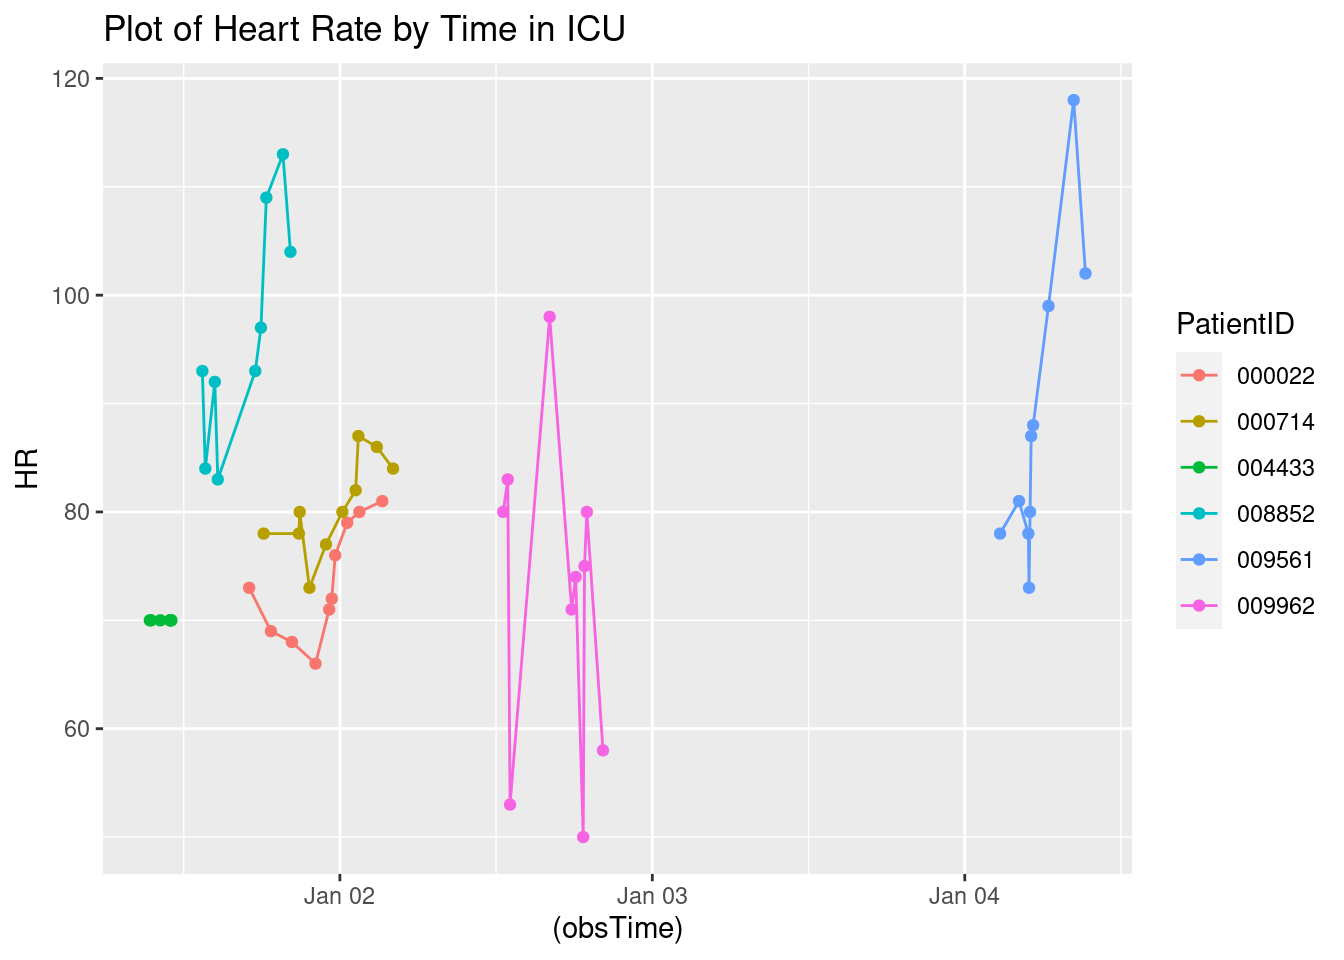 Plot of Heart Rate by Time in ICU
120
100
80
60
HR
Jan 02
Jan 03
Jan 04
(obsTime)
PatientID
000022
000714
004433
008852
009561
009962